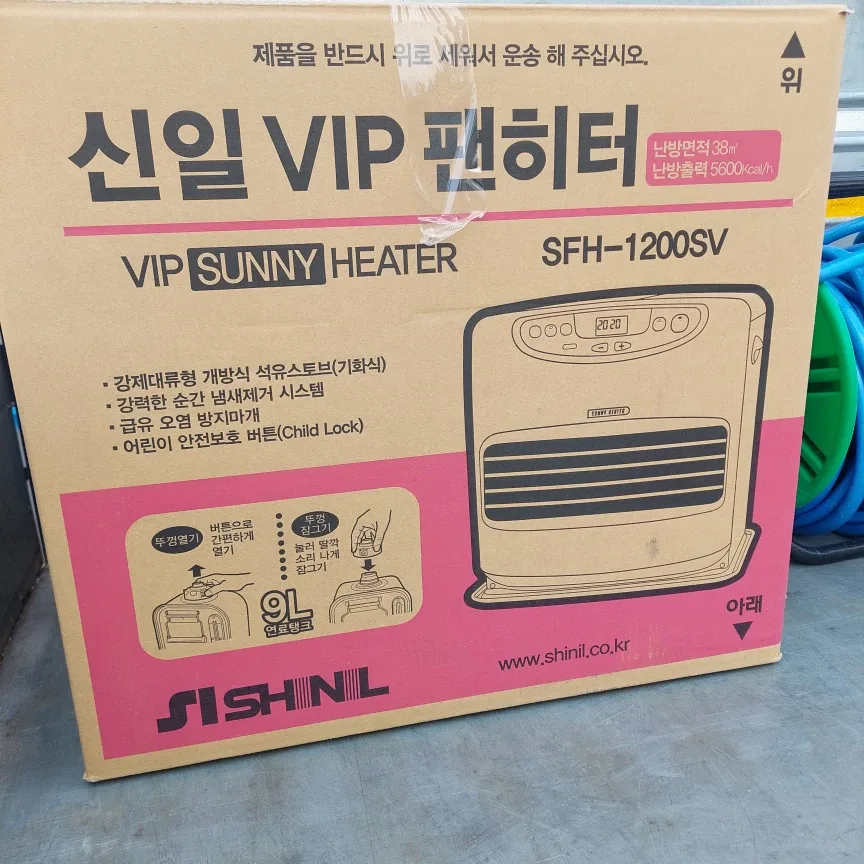 제품을 반드시 위로 세워서 운송 해 주십시오.
위
신일 VIP 팬히터
난방면적 38㎡
난방출력 5600Kcal/h
VIP SUNNY HEATER
SFH-1200SV
· 강제대류형 개방식 석유스토브(기화식)
· 강력한 순간 냄새제거 시스템
· 급유 오염 방지마개
· 어린이 안전보호 버튼(Child Lock)
20:20
SUNNY HEATER
뚜껑열기
버튼으로
간편하게
열기
뚜껑
잠그기
눌러 딸깍
소리 나게
잠그기
9L
연료탱크
아래
www.shinil.co.kr
SHINIL